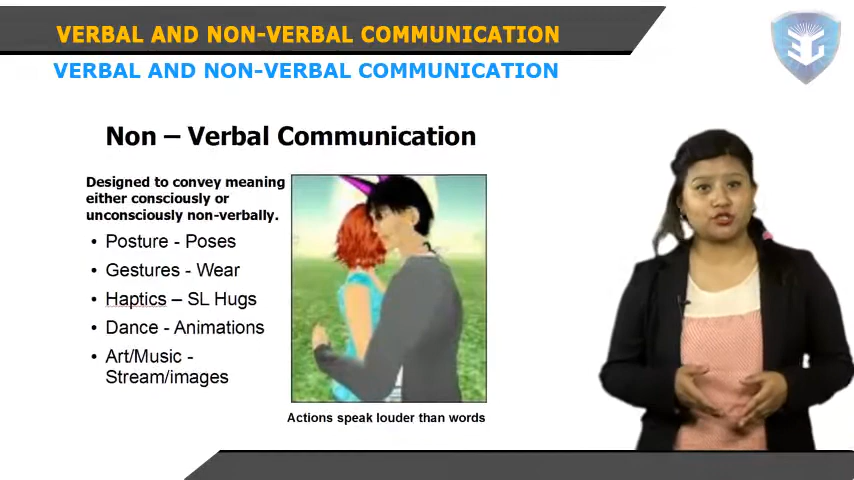 VERBAL AND NON-VERBAL COMMUNICATION
VERBAL AND NON-VERBAL COMMUNICATION
Non – Verbal Communication
Designed to convey meaning
either consciously or
unconsciously non-verbally.
• Posture - Poses
• Gestures - Wear
• Haptics – SL Hugs
• Dance - Animations
• Art/Music -
Stream/images
Actions speak louder than words